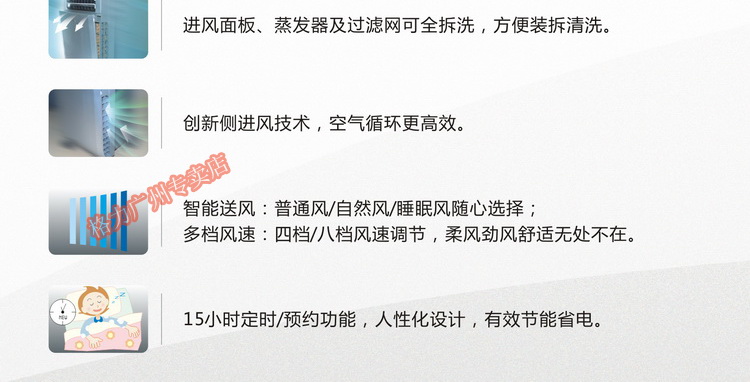 进风面板、蒸发器及过滤网可全拆洗，方便装拆清洗。
创新侧进风技术，空气循环更高效。
格力广州专卖店
智能送风：普通风/自然风/睡眠风随心选择；
多档风速：四档/八档风速调节，柔风劲风舒适无处不在。
15小时定时/预约功能，人性化设计，有效节能省电。